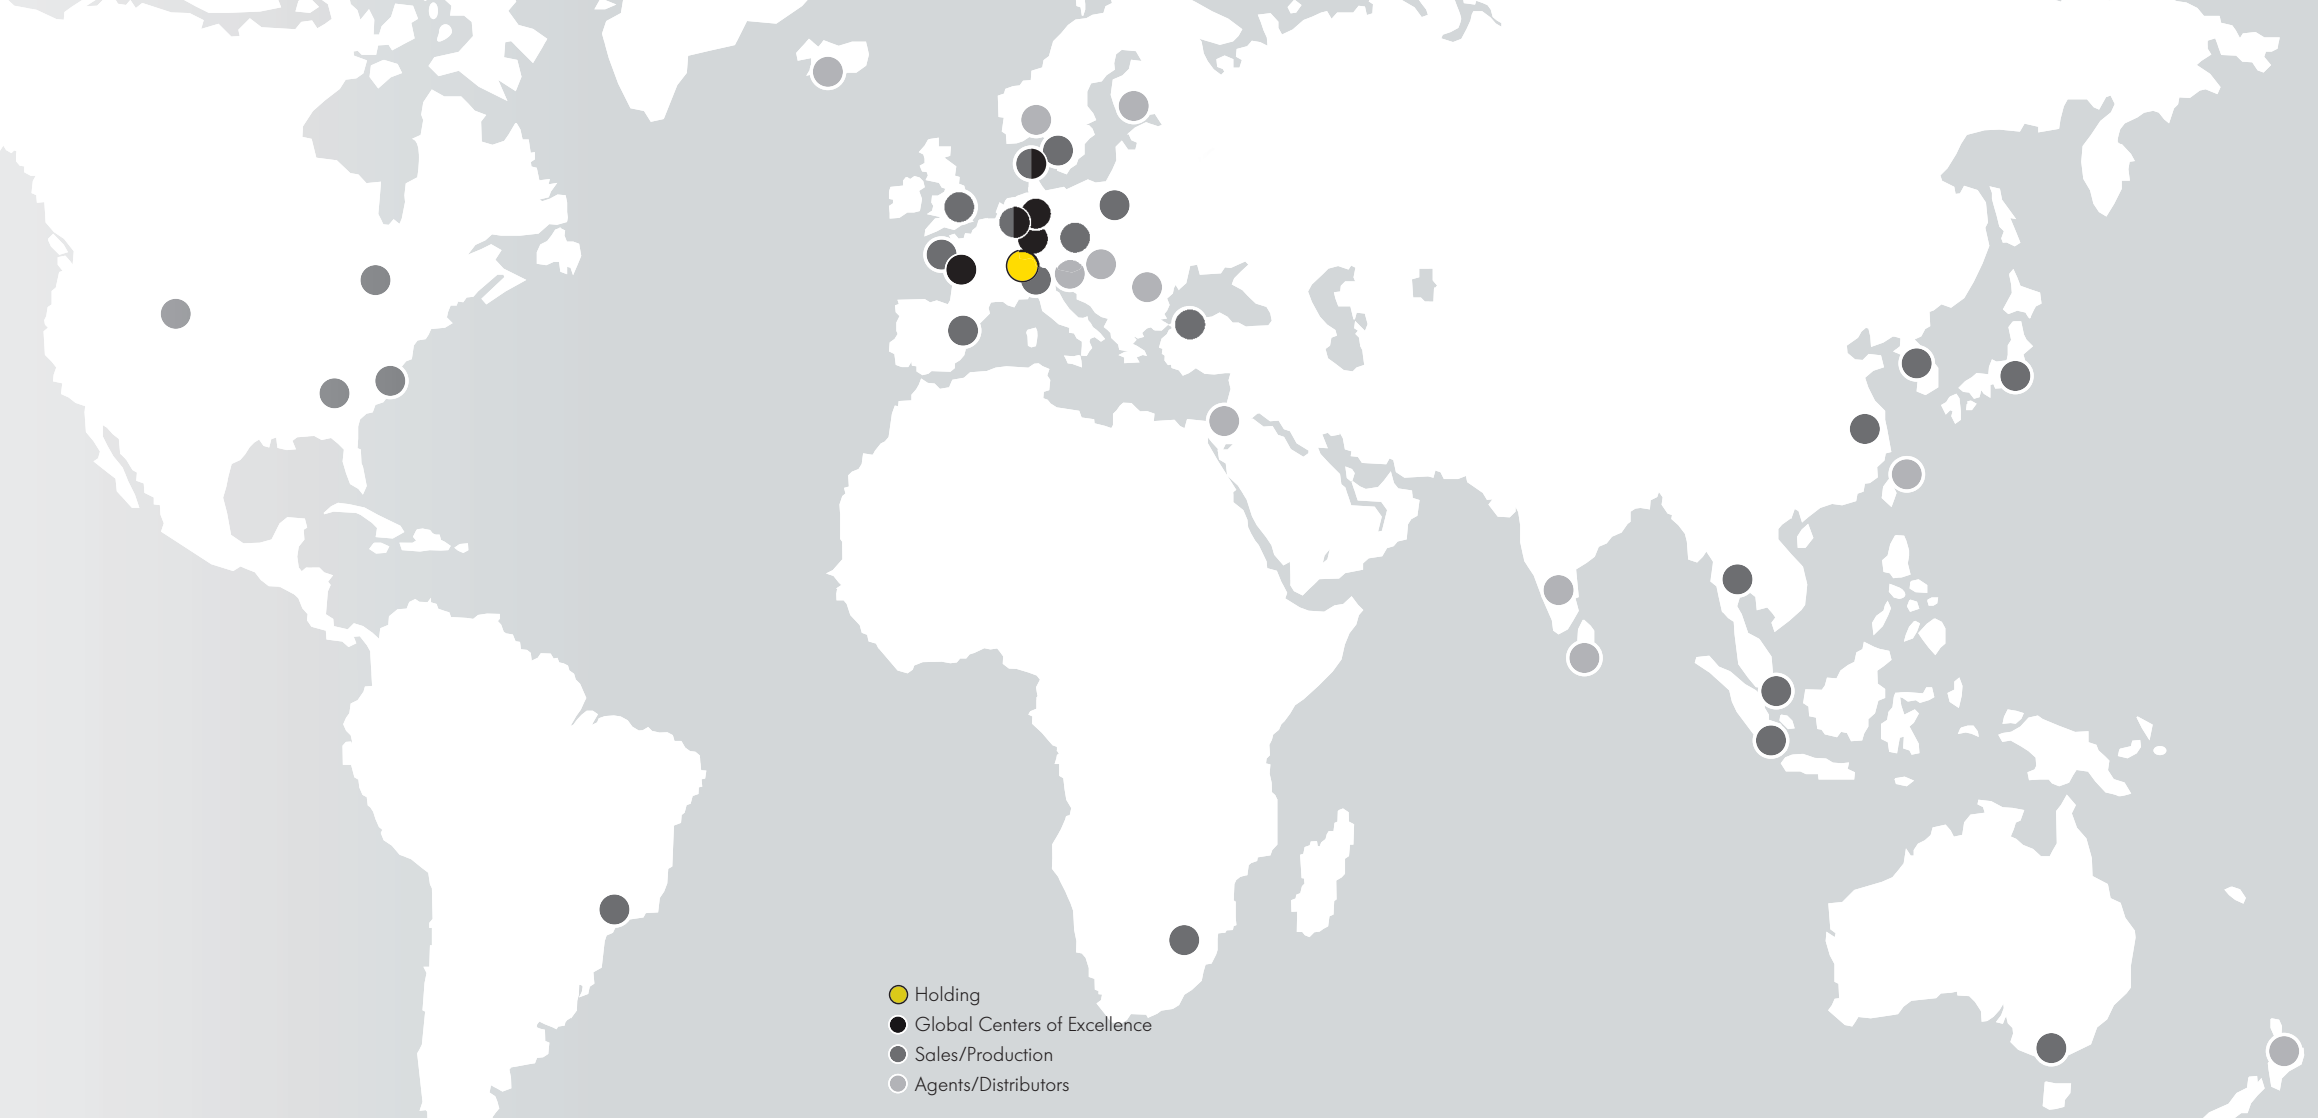 Holding
Global Centers of Excellence
Sales/Production
Agents/Distributors